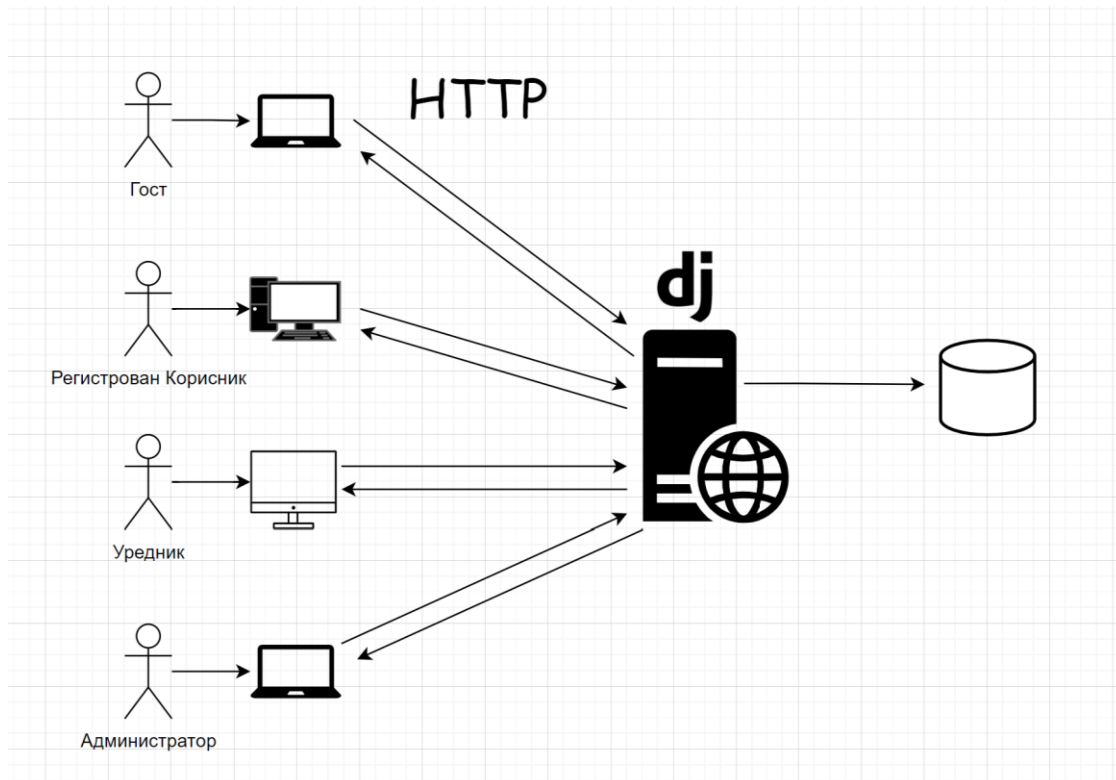 HTTP
Гост
dj
Регистрован Корисник
Уредник
Администратор